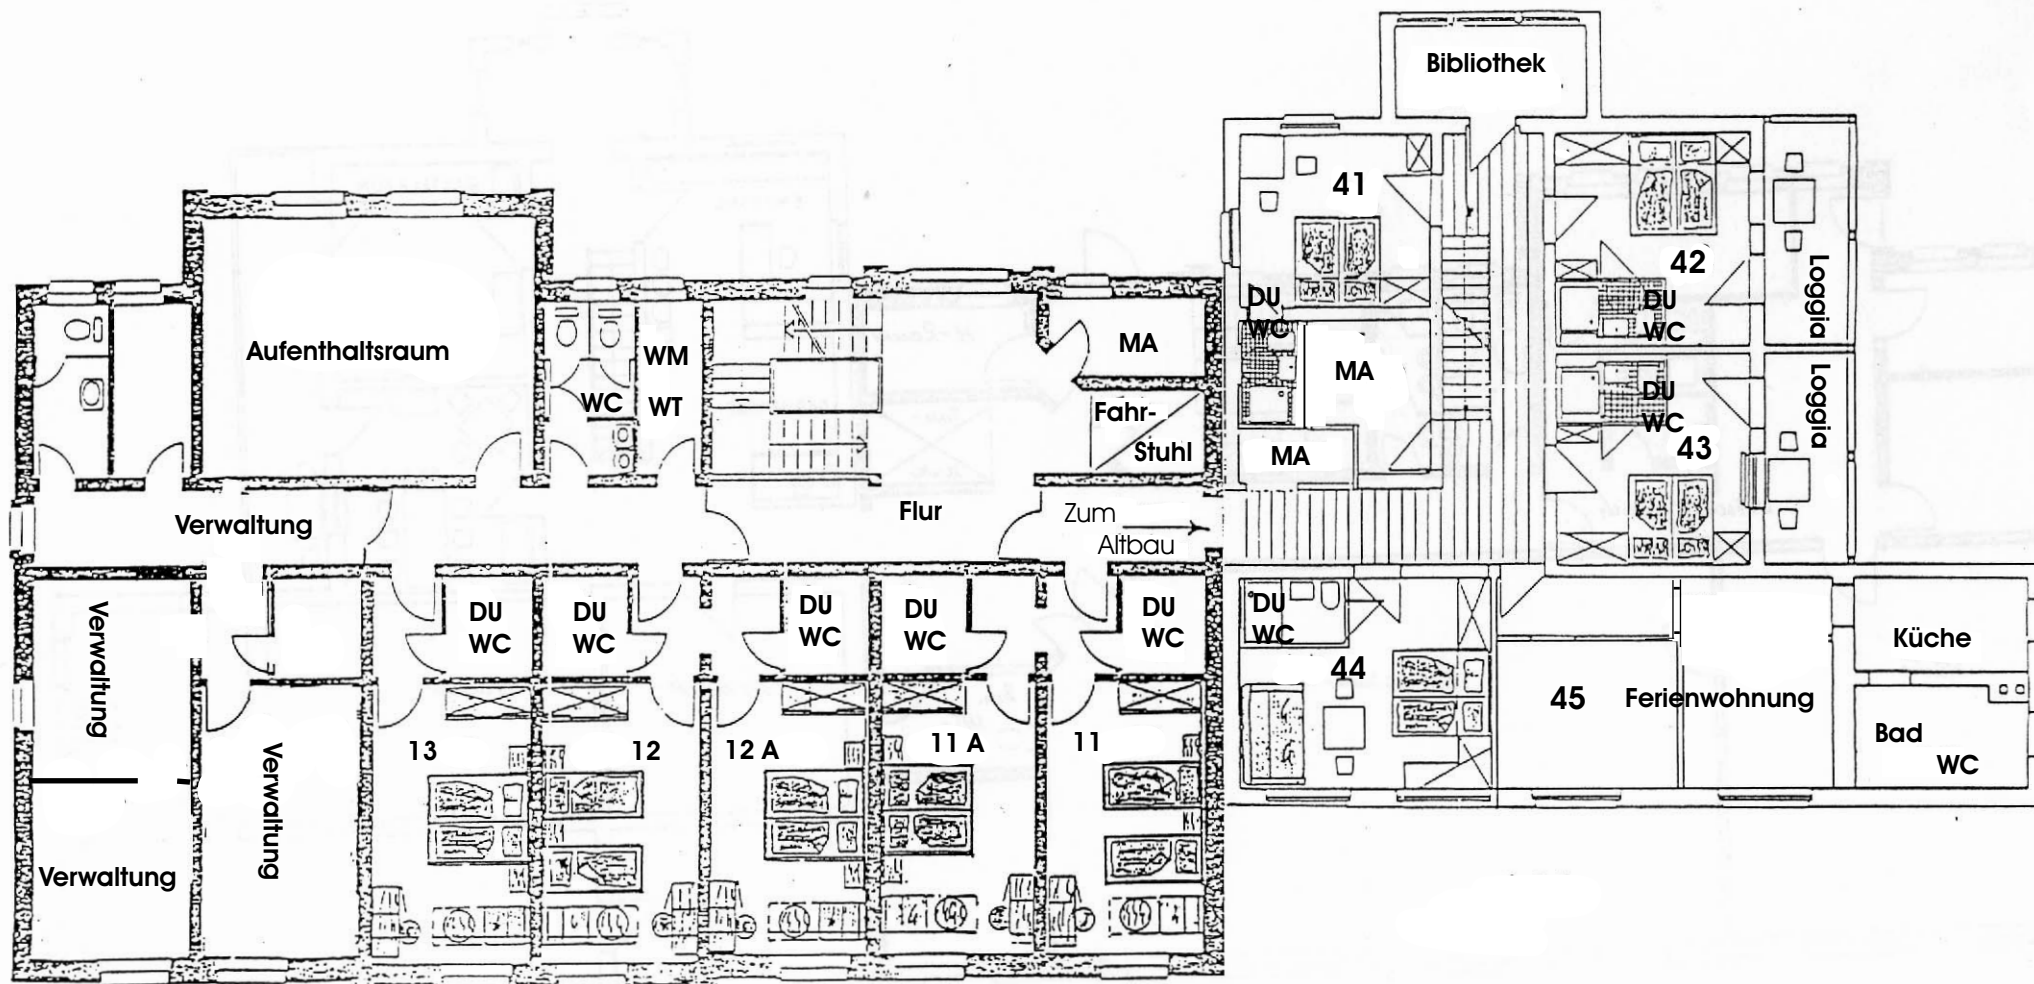 Bibliothek
41
42
Loggia
DU
WC
DU
WC
Aufenthaltsraum
WM
WT
WC
MA
MA
Fahr-
Stuhl
MA
DU
WC
43
Loggia
Verwaltung
Flur
Zum
Altbau
Verwaltung
DU
WC
DU
WC
DU
WC
DU
WC
DU
WC
DU
WC
44
45 Ferienwohnung
Küche
Bad
WC
Verwaltung
13
12
12 A
11 A
11
Verwaltung